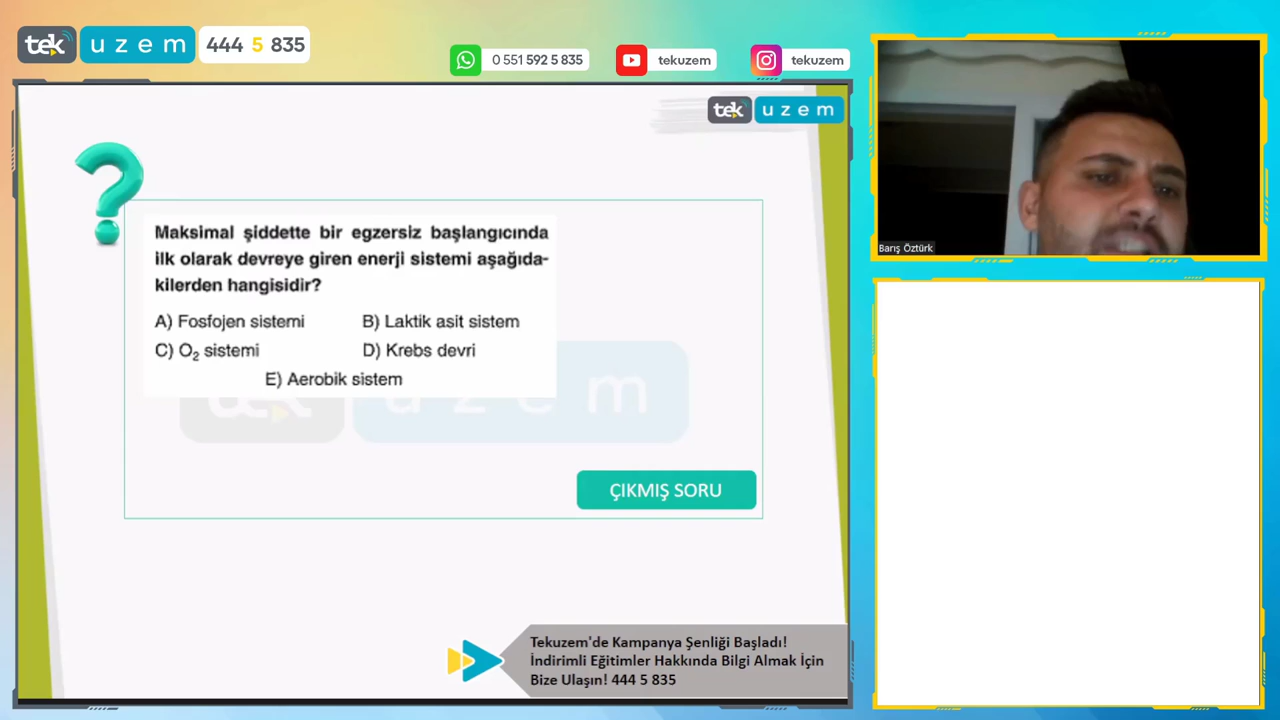 tek uzem 444 5 835
0 551 592 5 835
tekuzem
tekuzem
tek uzem
Maksimal şiddette bir egzersiz başlangıcında
ilk olarak devreye giren enerji sistemi aşağıda-
kilerden hangisidir?
A) Fosfojen sistemi B) Laktik asit sistem
C) O₂ sistemi D) Krebs devri
E) Aerobik sistem
tek uzem
ÇIKMIŞ SORU
Tekuzem'de Kampanya Şenliği Başladı!
İndirimli Eğitimler Hakkında Bilgi Almak İçin
Bize Ulaşın! 444 5 835
Barış Öztürk